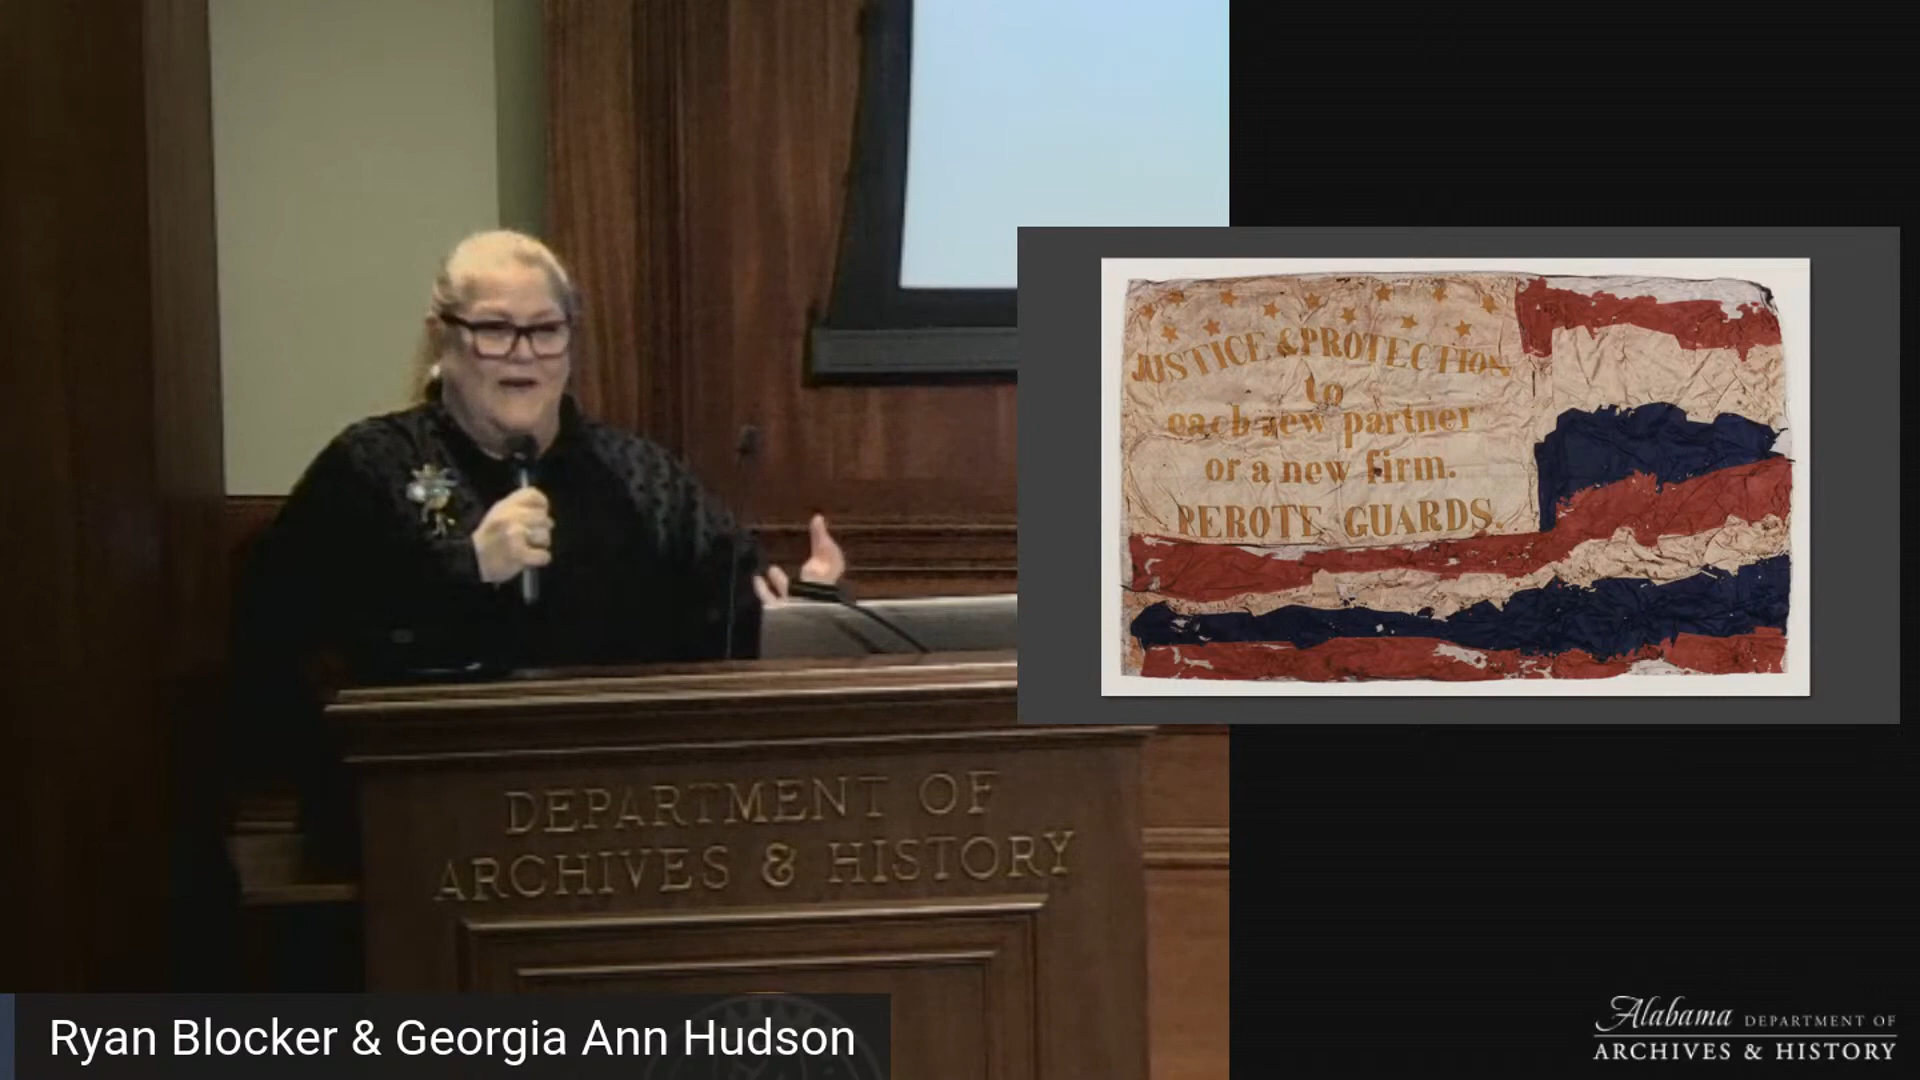 JUSTICE & PROTECTION
to
each new partner
or a new firm.
PEROTE GUARDS.
DEPARTMENT OF
ARCHIVES & HISTORY
Ryan Blocker & Georgia Ann Hudson
Alabama DEPARTMENT OF
ARCHIVES & HISTORY